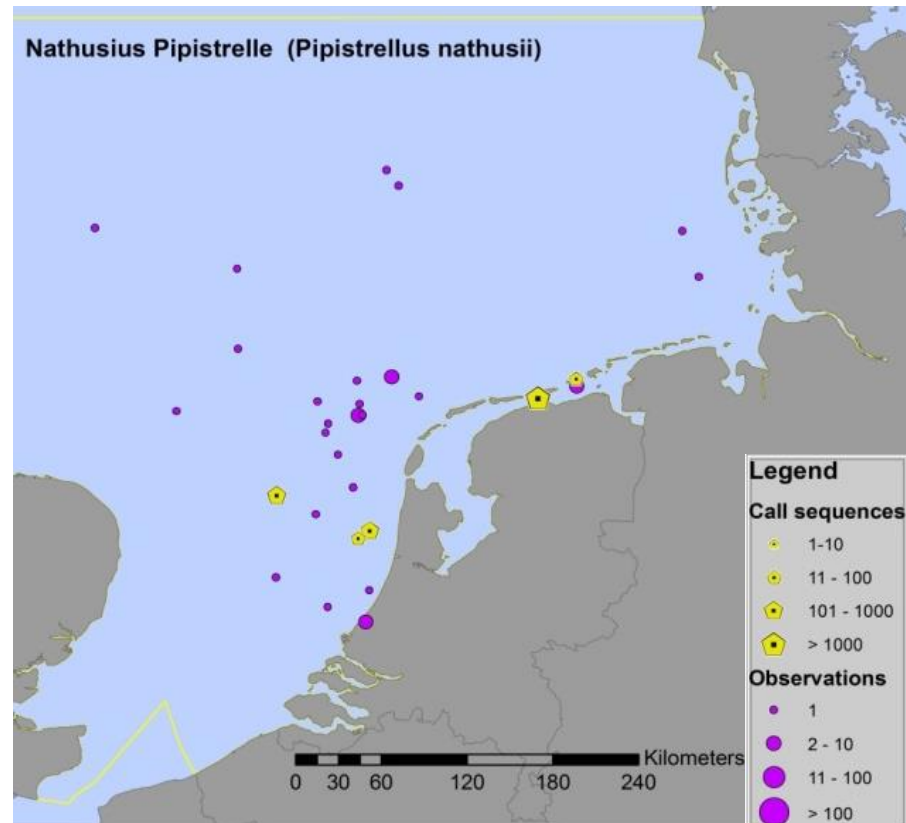 Nathusius Pipistrelle (Pipistrellus nathusii)
Legend
Call sequences
1-10
11 - 100
101 - 1000
> 1000
Observations
1
2 - 10
11 - 100
> 100
Kilometers
0 30 60 120 180 240